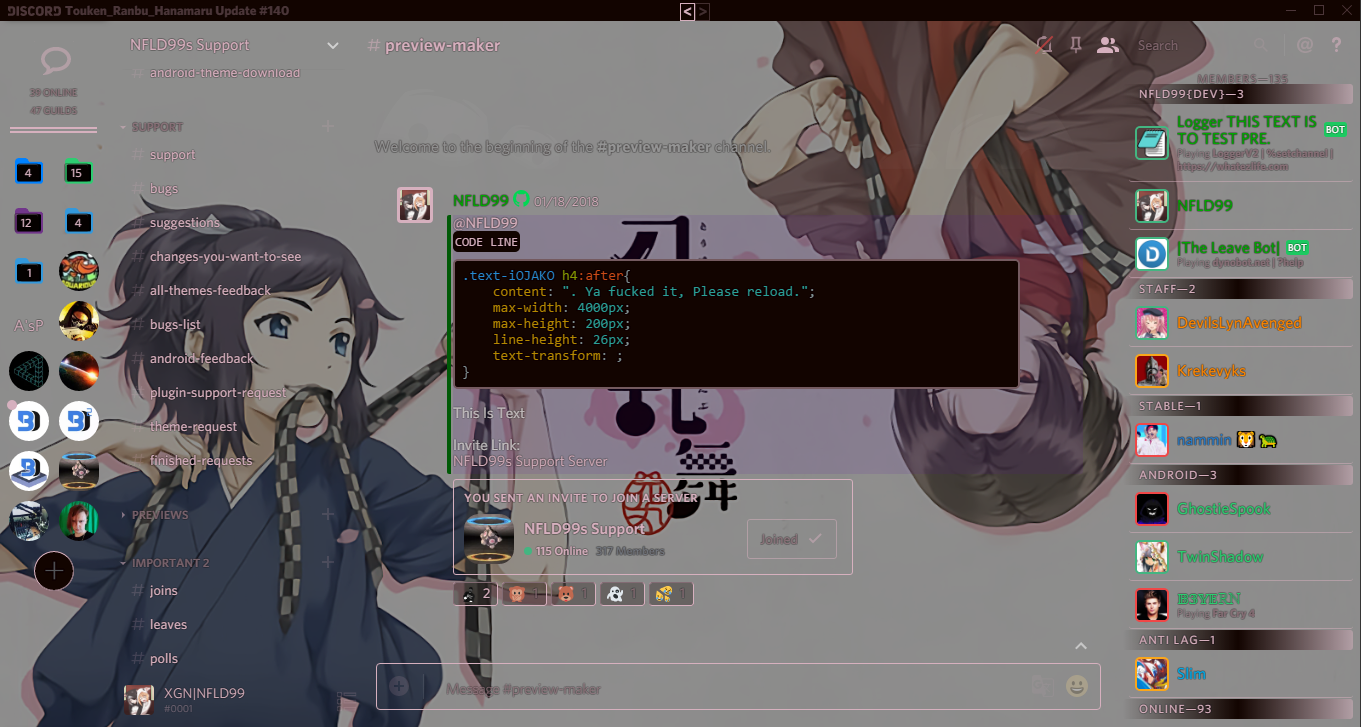 DISCORD Touken_Ranbu_Hanamaru Update #140
< >
39 ONLINE
47 GUILDS
4
15
12
4
1
A'sP
NFLD99s Support
# android-theme-download
SUPPORT
# support
# bugs
# suggestions
# changes-you-want-to-see
# all-themes-feedback
# bugs-list
# android-feedback
# plugin-support-request
# theme-request
# finished-requests
PREVIEWS
IMPORTANT 2
# joins
# leaves
# polls
XGN|NFLD99
#0001
# preview-maker
Search
@ ?
Welcome to the beginning of the #preview-maker channel.
NFLD99 01/18/2018
@NFLD99
CODE LINE
.text-iOJAKO h4:after{
content: ". Ya fucked it, Please reload.";
max-width: 4000px;
max-height: 200px;
line-height: 26px;
text-transform: ;
}
This Is Text
Invite Link:
NFLD99s Support Server
YOU SENT AN INVITE TO JOIN A SERVER
NFLD99s Support
115 Online 317 Members
Joined
2 1 1 1 1
Message #preview-maker
MEMBERS—135
NFLD99{DEV}—3
Logger THIS TEXT IS
TO TEST PRE.
BOT
Playing LoggerV2 | %setchannel |
https://whatezlife.com
NFLD99
|The Leave Bot| BOT
Playing dynobot.net | ?help
STAFF—2
DevilsLynAvenged
Krekevyks
STABLE—1
nammin
ANDROID—3
GhostieSpook
TwinShadow
Playing Far Cry 4
ANTI LAG—1
Slim
ONLINE—93